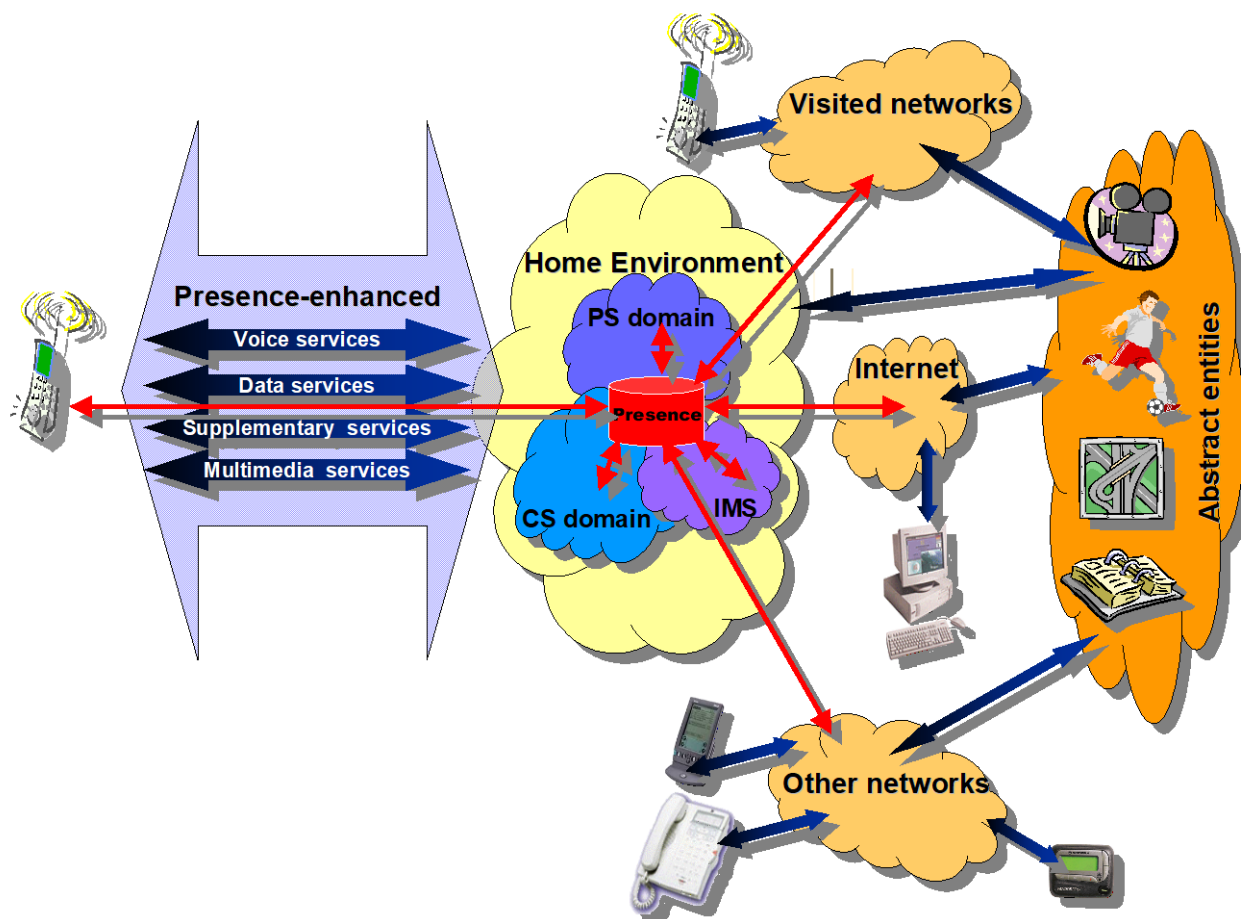 Visited networks
Home Environment
Presence-enhanced
PS domain
Voice services
Internet
Data services
Presence
Supplementary services
Multimedia services
CS domain
IMS
Abstract entities
Other networks